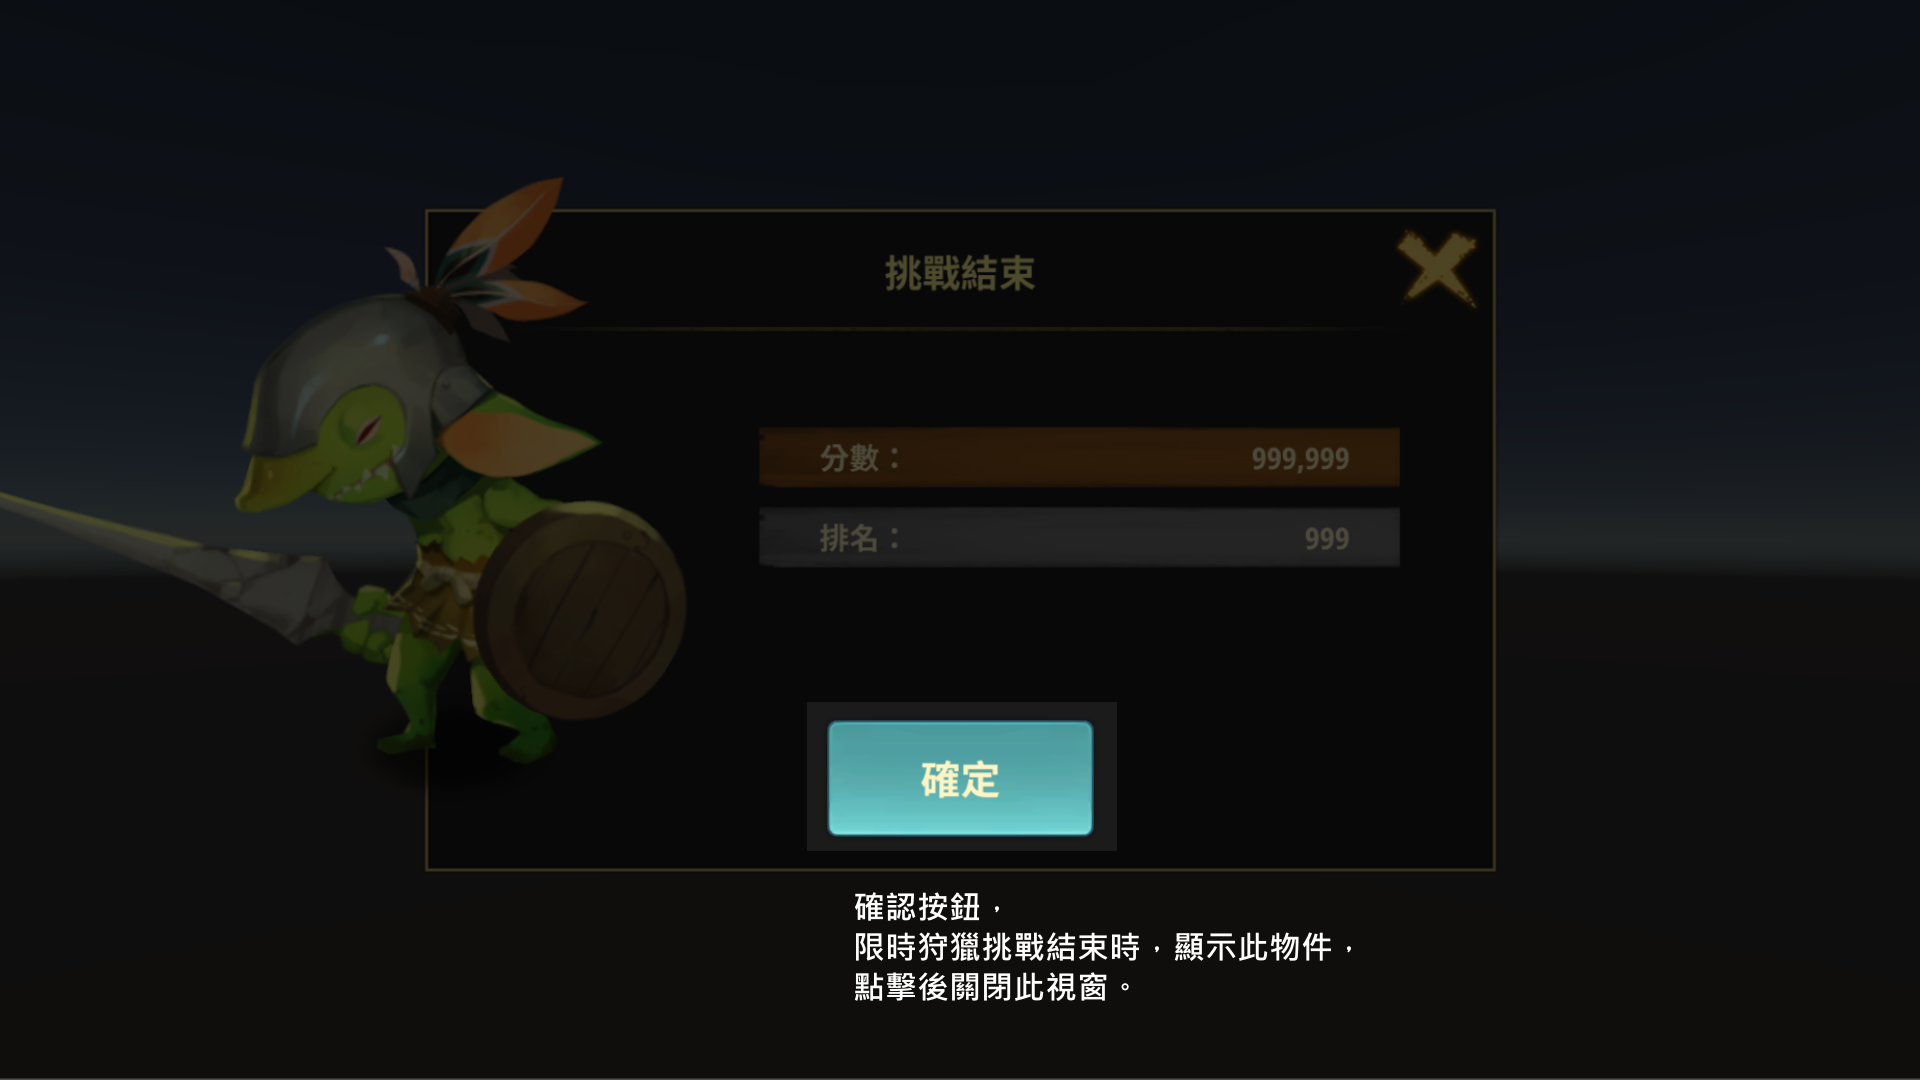 挑戰結束
分數： 999,999
排名： 999
確定
確認按鈕，
限時狩獵挑戰結束時，顯示此物件，
點擊後關閉此視窗。